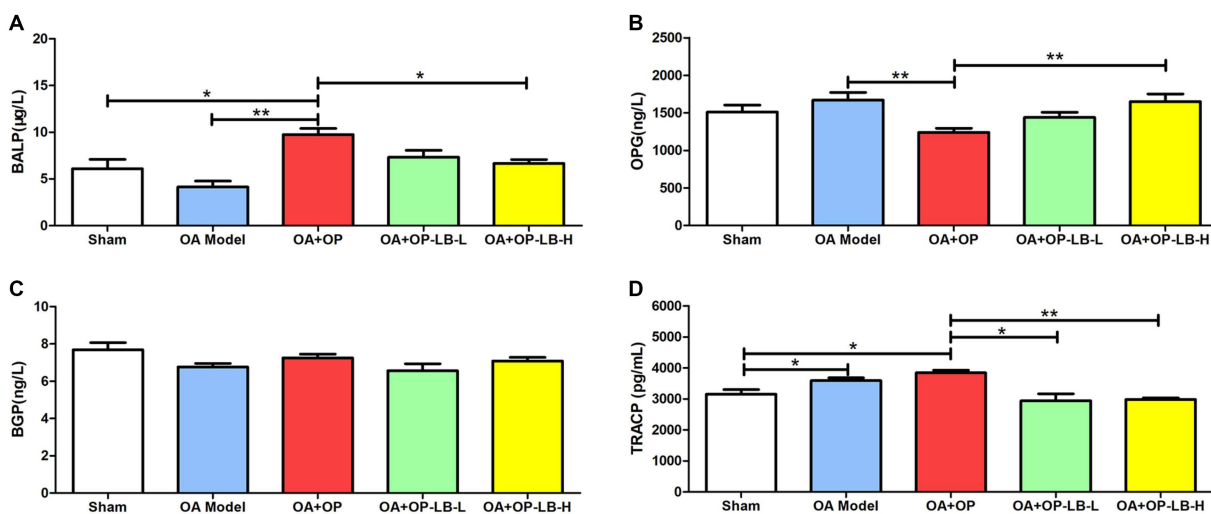 A
BALP(µg/L)
20
15
10
5
0
*
*
**
Sham OA Model OA+OP OA+OP-LB-L OA+OP-LB-H
B
OPG(ng/L)
2500
2000
1500
1000
500
0
**
**
Sham OA Model OA+OP OA+OP-LB-L OA+OP-LB-H
C
BGP(ng/L)
10
8
6
4
2
0
Sham OA Model OA+OP OA+OP-LB-L OA+OP-LB-H
D
TRACP (pg/mL)
6000
5000
4000
3000
2000
1000
0
**
*
*
*
Sham OA Model OA+OP OA+OP-LB-L OA+OP-LB-H